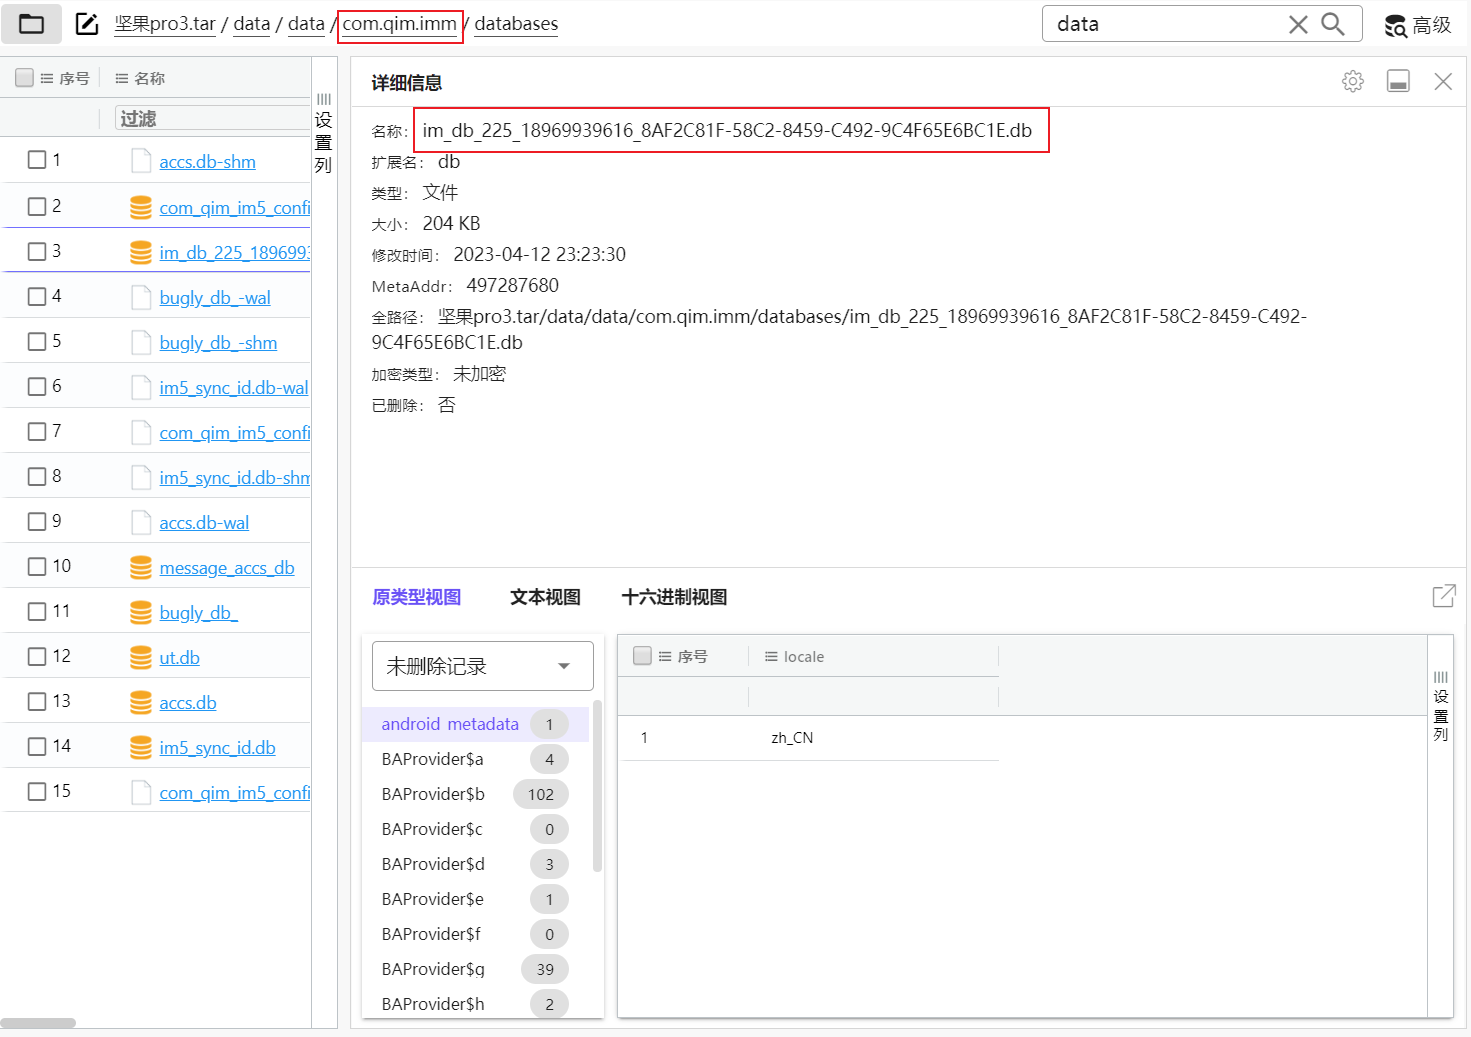 坚果pro3.tar / data / data / com.qim.imm / databases
data
高级
序号 名称
过滤
设置列
1 accs.db-shm
2 com_qim_im5_confi
3 im_db_225_189699
4 bugly_db_-wal
5 bugly_db_-shm
6 im5_sync_id.db-wal
7 com_qim_im5_confi
8 im5_sync_id.db-shm
9 accs.db-wal
10 message_accs_db
11 bugly_db_
12 ut.db
13 accs.db
14 im5_sync_id.db
15 com_qim_im5_confi
详细信息
名称: im_db_225_18969939616_8AF2C81F-58C2-8459-C492-9C4F65E6BC1E.db
扩展名: db
类型: 文件
大小: 204 KB
修改时间: 2023-04-12 23:23:30
MetaAddr: 497287680
全路径: 坚果pro3.tar/data/data/com.qim.imm/databases/im_db_225_18969939616_8AF2C81F-58C2-8459-C492-
9C4F65E6BC1E.db
加密类型: 未加密
已删除: 否
原类型视图 文本视图 十六进制视图
未删除记录
android_metadata 1
BAProvider$a 4
BAProvider$b 102
BAProvider$c 0
BAProvider$d 3
BAProvider$e 1
BAProvider$f 0
BAProvider$g 39
BAProvider$h 2
序号 locale
1 zh_CN
设置列